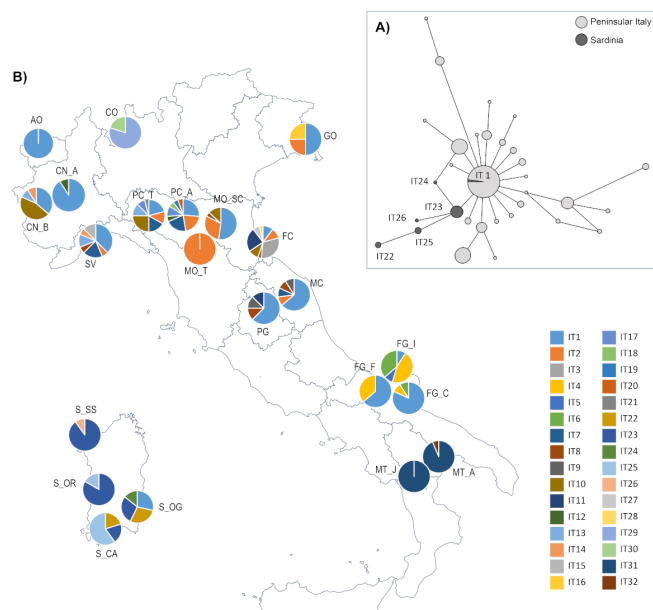 A)
Peninsular Italy
Sardinia
IT 1
IT24
IT23
IT26
IT25
IT22
B)
AO
CO
GO
CN_A
CN_B
PC_T
PC_A
MO_SC
SV
MO_T
FC
MC
PG
FG_I
FG_F
FG_C
MT_J
MT_A
S_SS
S_OR
S_OG
S_CA
IT1 IT17
IT2 IT18
IT3 IT19
IT4 IT20
IT5 IT21
IT6 IT22
IT7 IT23
IT8 IT24
IT9 IT25
IT10 IT26
IT11 IT27
IT12 IT28
IT13 IT29
IT14 IT30
IT15 IT31
IT16 IT32